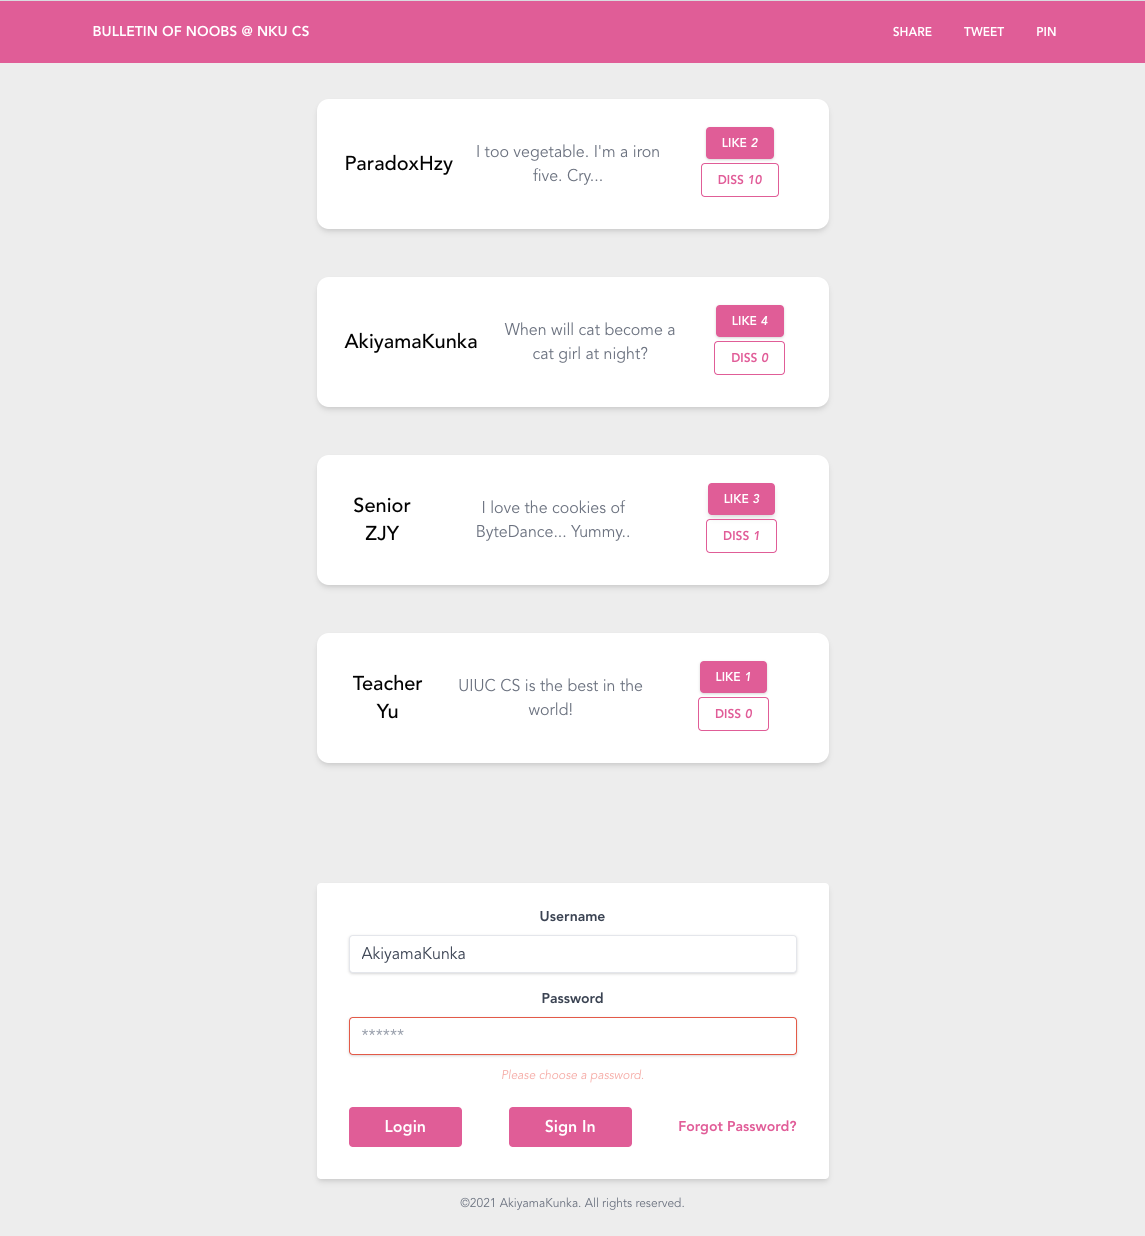 BULLETIN OF NOOBS @ NKU CS
SHARE
TWEET
PIN
ParadoxHzy
I too vegetable. I'm a iron
five. Cry...
LIKE 2
DISS 10
AkiyamaKunka
When will cat become a
cat girl at night?
LIKE 4
DISS 0
Senior
ZJY
I love the cookies of
ByteDance... Yummy..
LIKE 3
DISS 1
Teacher
Yu
UIUC CS is the best in the
world!
LIKE 1
DISS 0
Username
AkiyamaKunka
Password
******
Please choose a password.
Login
Sign In
Forgot Password?
©2021 AkiyamaKunka. All rights reserved.